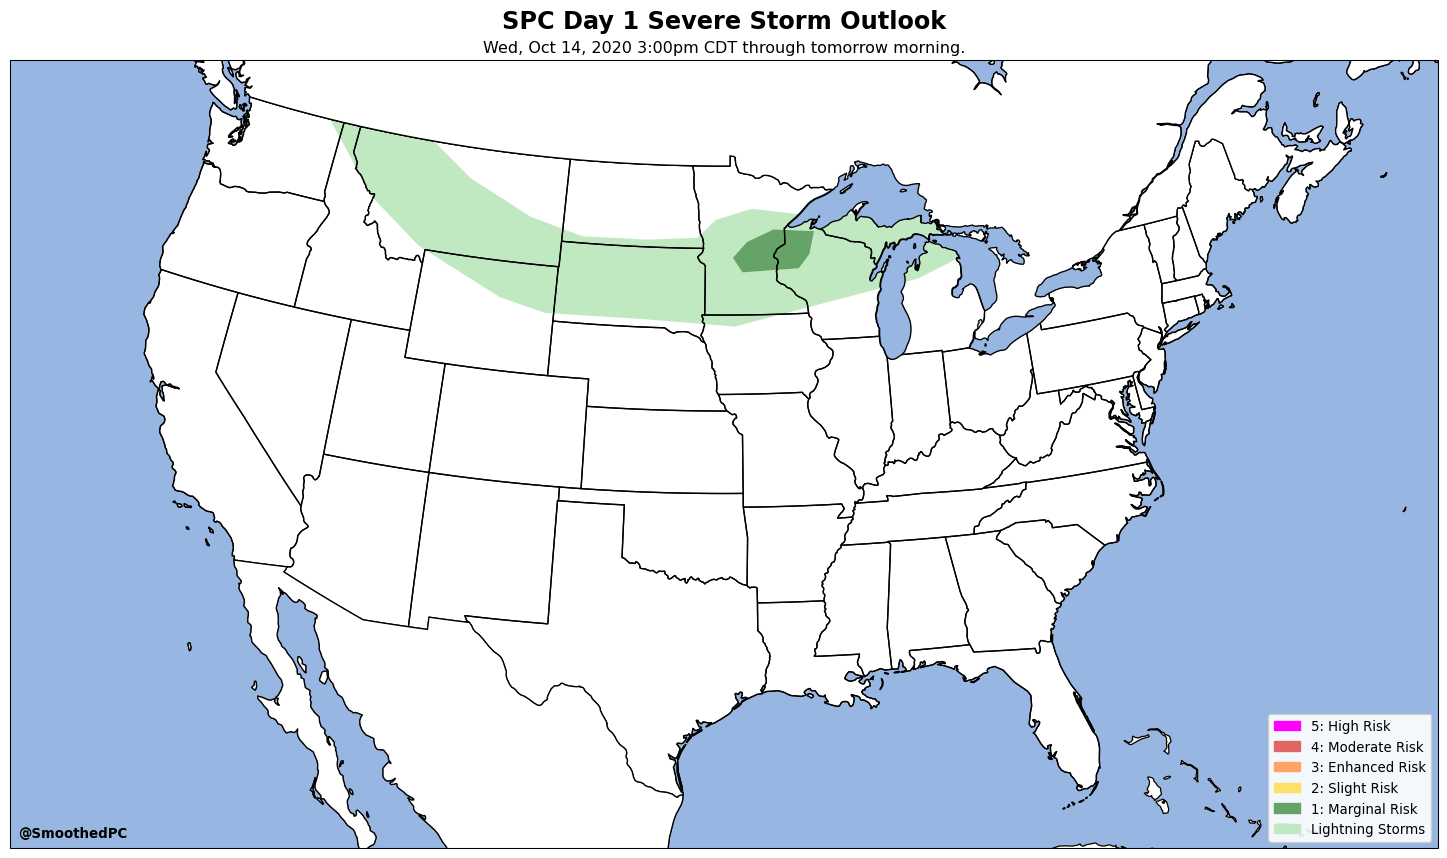 SPC Day 1 Severe Storm Outlook
Wed, Oct 14, 2020 3:00pm CDT through tomorrow morning.
5: High Risk
4: Moderate Risk
3: Enhanced Risk
2: Slight Risk
1: Marginal Risk
Lightning Storms
@SmoothedPC